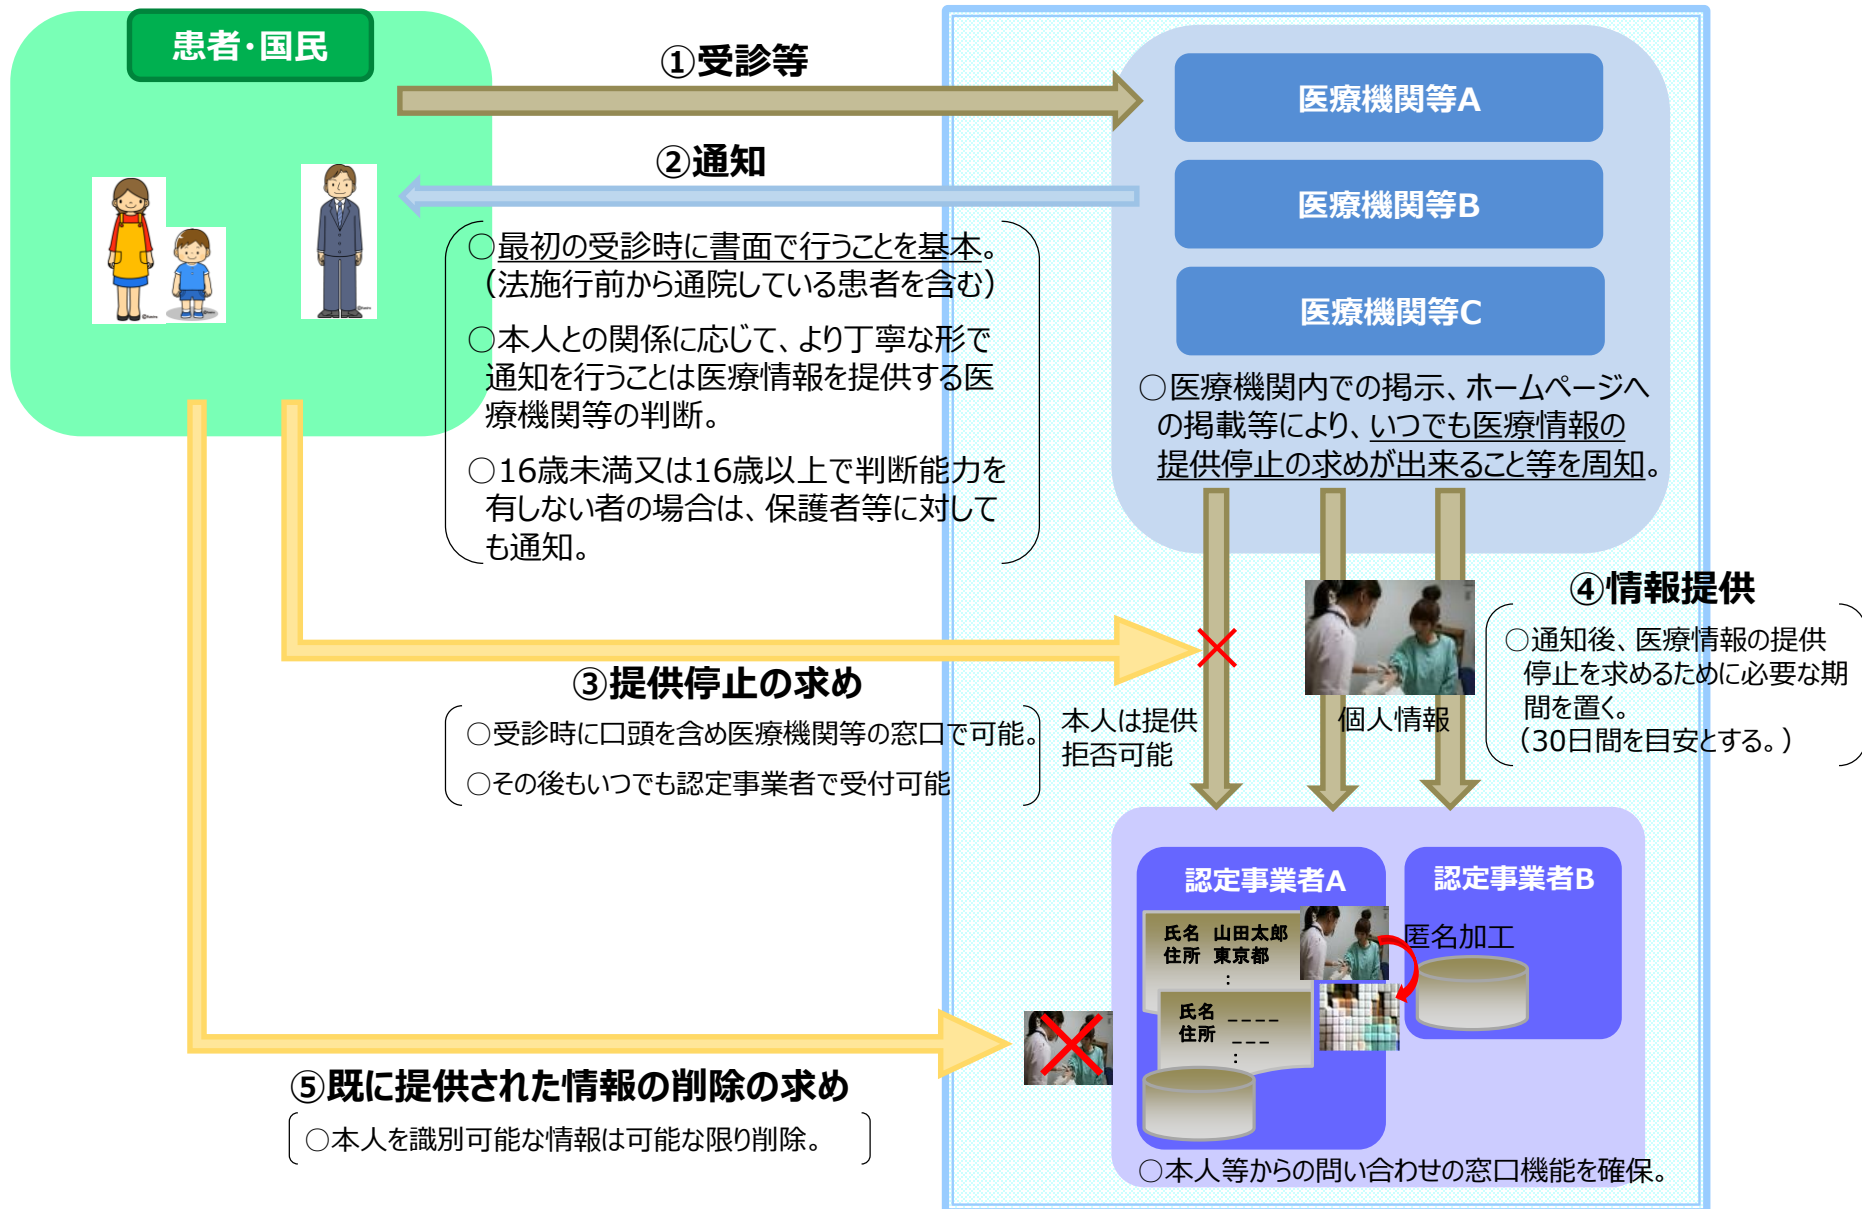 患者・国民
①受診等
医療機関等A
②通知
医療機関等B
医療機関等C
○最初の受診時に書面で行うことを基本。
（法施行前から通院している患者を含む）
○本人との関係に応じて、より丁寧な形で
通知を行うことは医療情報を提供する医
療機関等の判断。
○16歳未満又は16歳以上で判断能力を
有しない者の場合は、保護者等に対して
も通知。
○医療機関内での掲示、ホームページへ
の掲載等により、いつでも医療情報の
提供停止の求めが出来ること等を周知。
④情報提供
○通知後、医療情報の提供
停止を求めるために必要な期
間を置く。
（30日間を目安とする。）
③提供停止の求め
○受診時に口頭を含め医療機関等の窓口で可能。
○その後もいつでも認定事業者で受付可能
本人は提供
拒否可能
個人情報
認定事業者A
認定事業者B
氏名 山田太郎
住所 東京都
：
匿名加工
氏名 ____
住所 ___
：
⑤既に提供された情報の削除の求め
○本人を識別可能な情報は可能な限り削除。
○本人等からの問い合わせの窓口機能を確保。